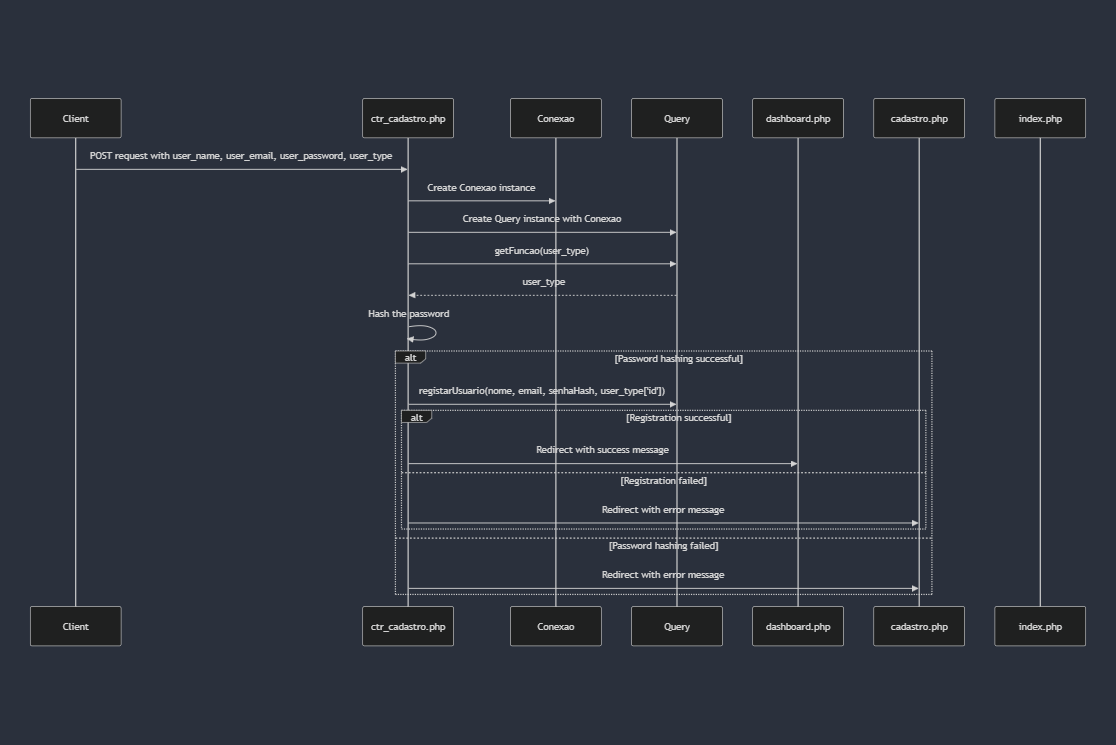 Client
ctr_cadastro.php
Conexao
Query
dashboard.php
cadastro.php
index.php
POST request with user_name, user_email, user_password, user_type
Create Conexao instance
Create Query instance with Conexao
getFuncao(user_type)
user_type
Hash the password
alt
[Password hashing successful]
registarUsuario(nome, email, senhaHash, user_type['id'])
alt
[Registration successful]
Redirect with success message
[Registration failed]
Redirect with error message
[Password hashing failed]
Redirect with error message
Client
ctr_cadastro.php
Conexao
Query
dashboard.php
cadastro.php
index.php